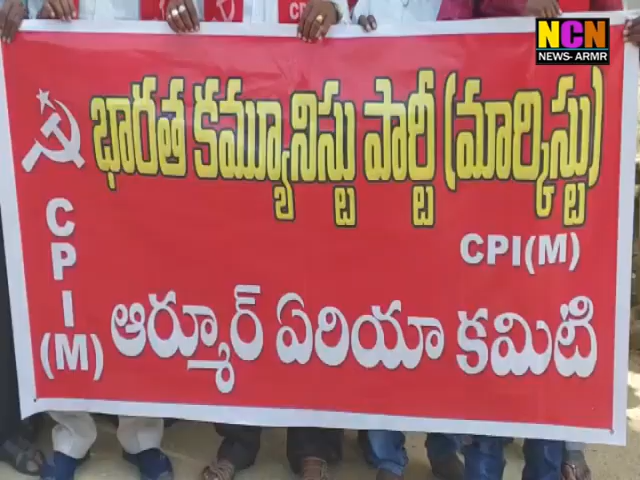 NCN
NEWS- ARMR
భారత కమ్యూనిస్టు పార్టీ (మార్కిస్టు)
CPI(M)
CPI(M)
ఆర్మూర్ ఏరియా కమిటి